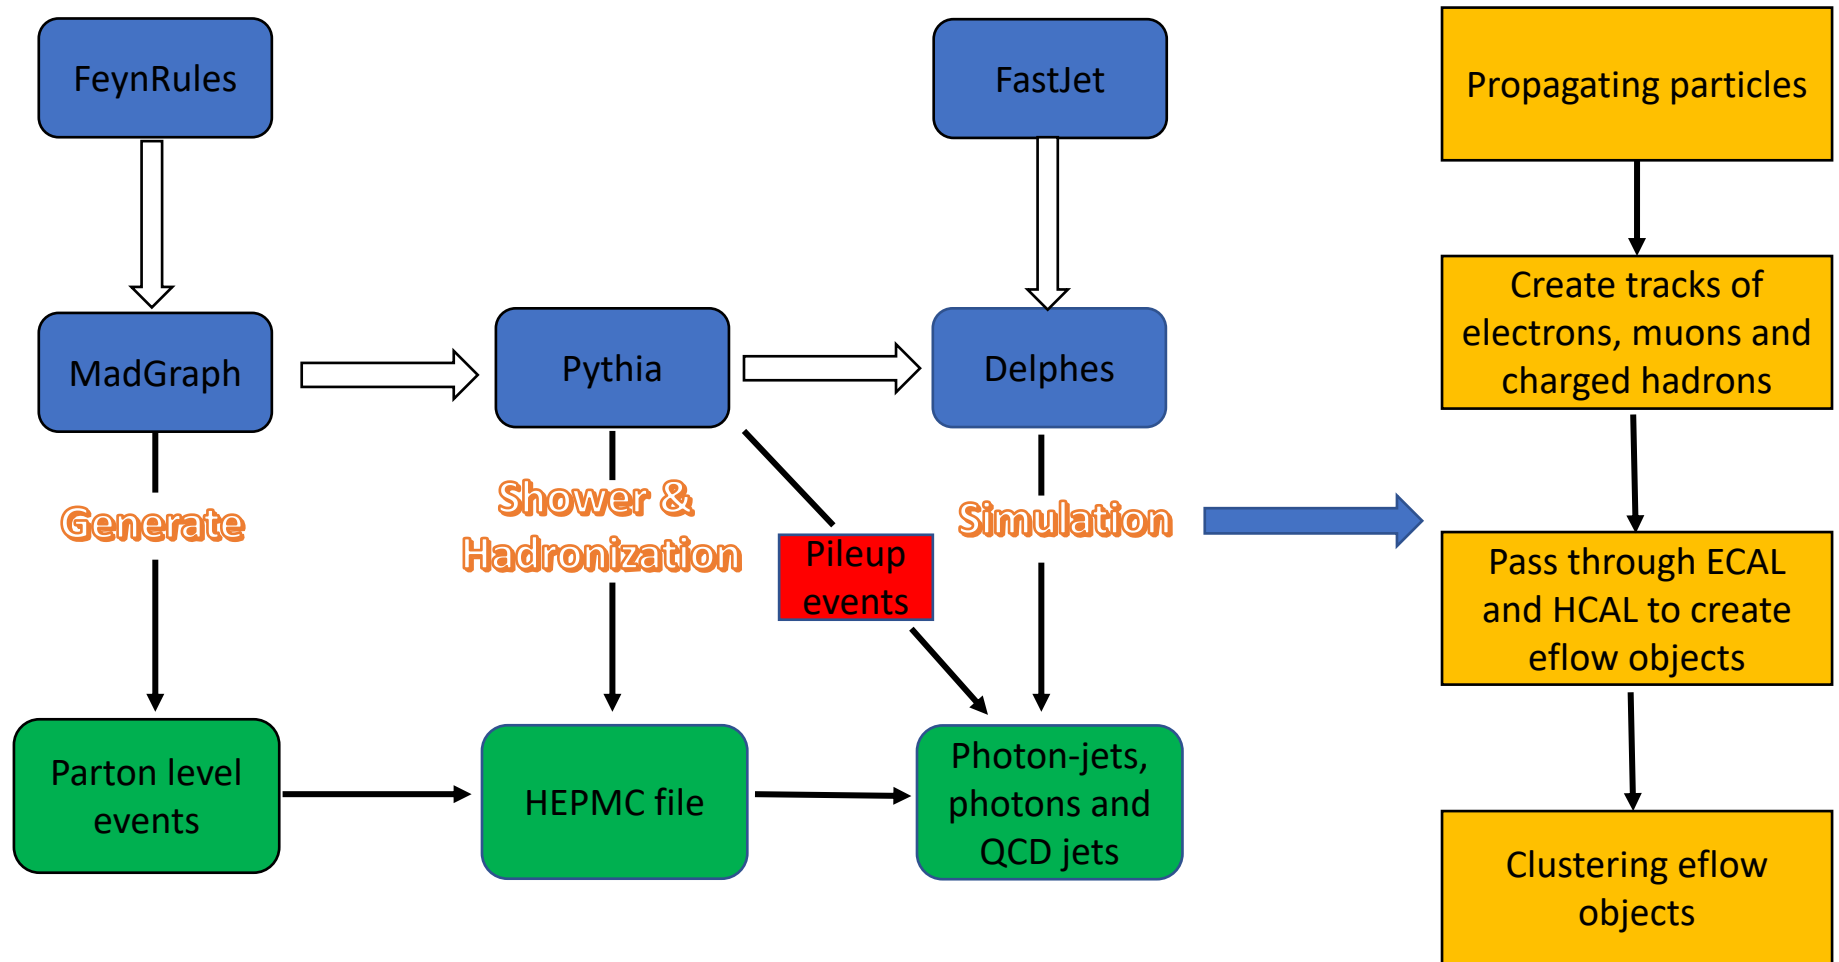 FeynRules
FastJet
Propagating particles
MadGraph
Pythia
Delphes
Create tracks of
electrons, muons and
charged hadrons
Generate
Shower &
Hadronization
Pileup
events
Simulation
Pass through ECAL
and HCAL to create
eflow objects
Parton level
events
HEPMC file
Photon-jets,
photons and
QCD jets
Clustering eflow
objects